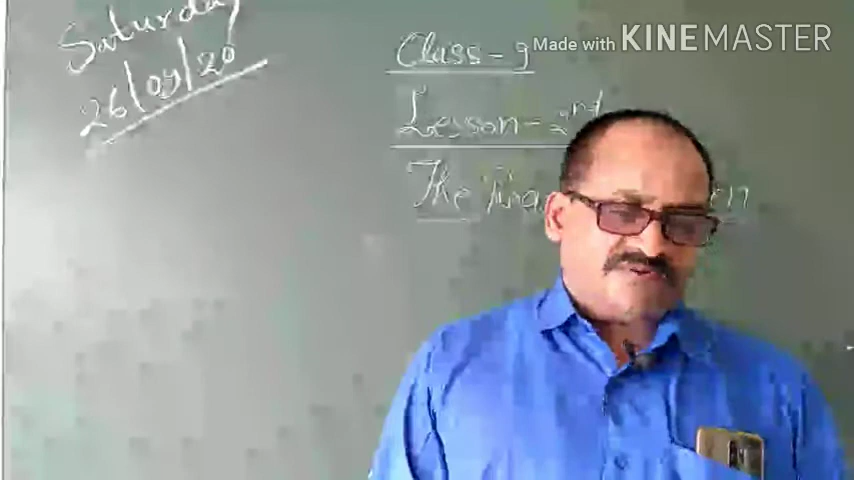 Saturday
26/09/20
Class - 9
Lesson - 2nd
The
Made with KINEMASTER